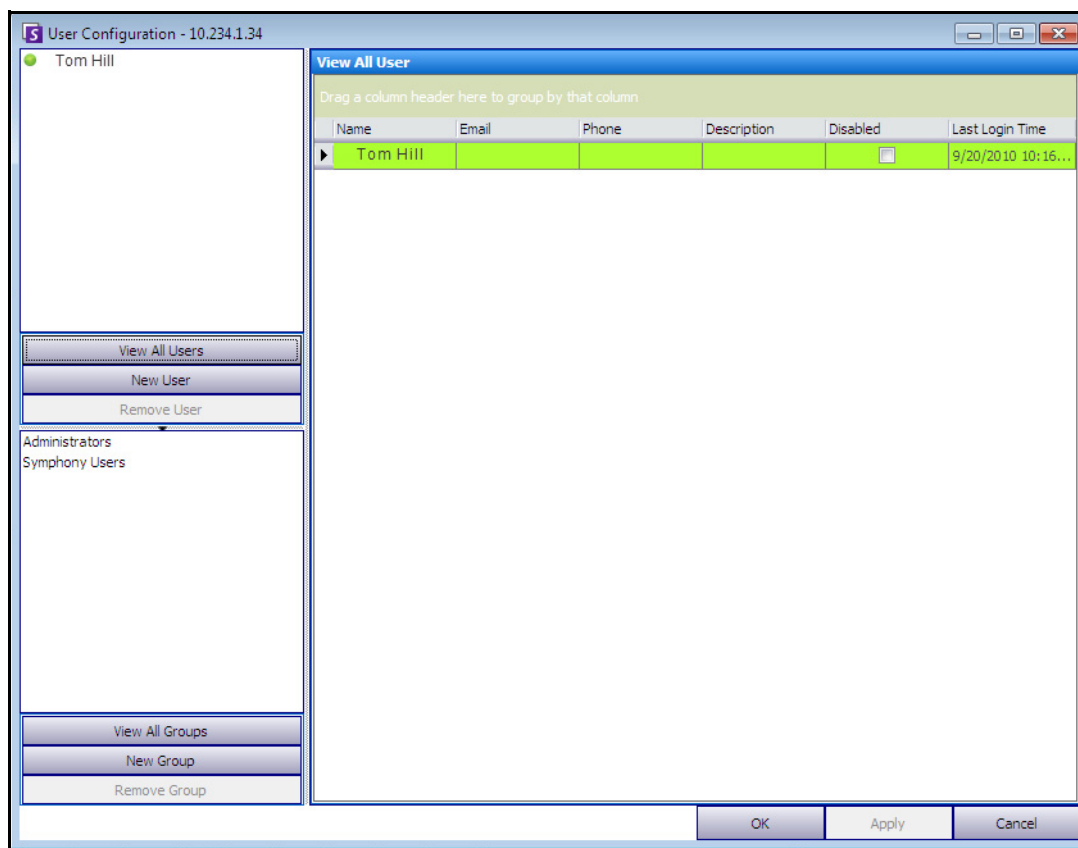 User Configuration - 10.234.1.34
Tom Hill
View All Users
New User
Remove User
Administrators
Symphony Users
View All Groups
New Group
Remove Group
View All User
Drag a column header here to group by that column
Name Email Phone Description Disabled Last Login Time
Tom Hill 9/20/2010 10:16...
OK Apply Cancel